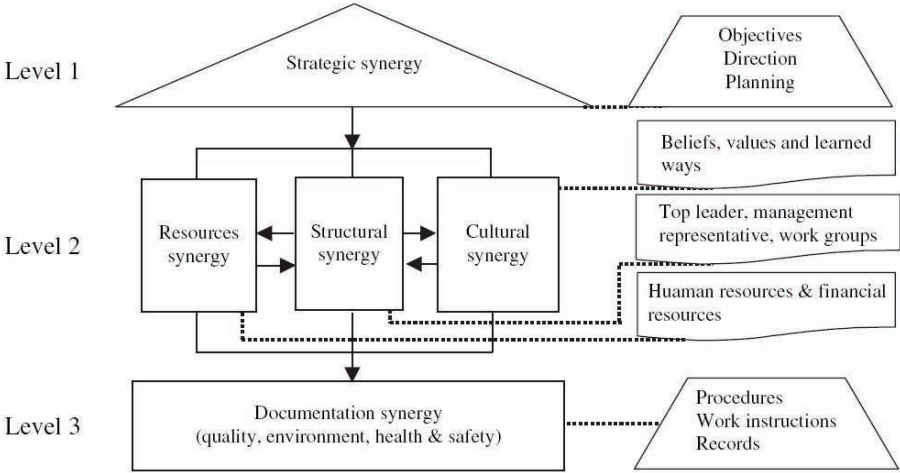 Level 1
Strategic synergy
Objectives
Direction
Planning
Level 2
Resources
synergy
Structural
synergy
Cultural
synergy
Beliefs, values and learned
ways
Top leader, management
representative, work groups
Huaman resources & financial
resources
Level 3
Documentation synergy
(quality, environment, health & safety)
Procedures
Work instructions
Records